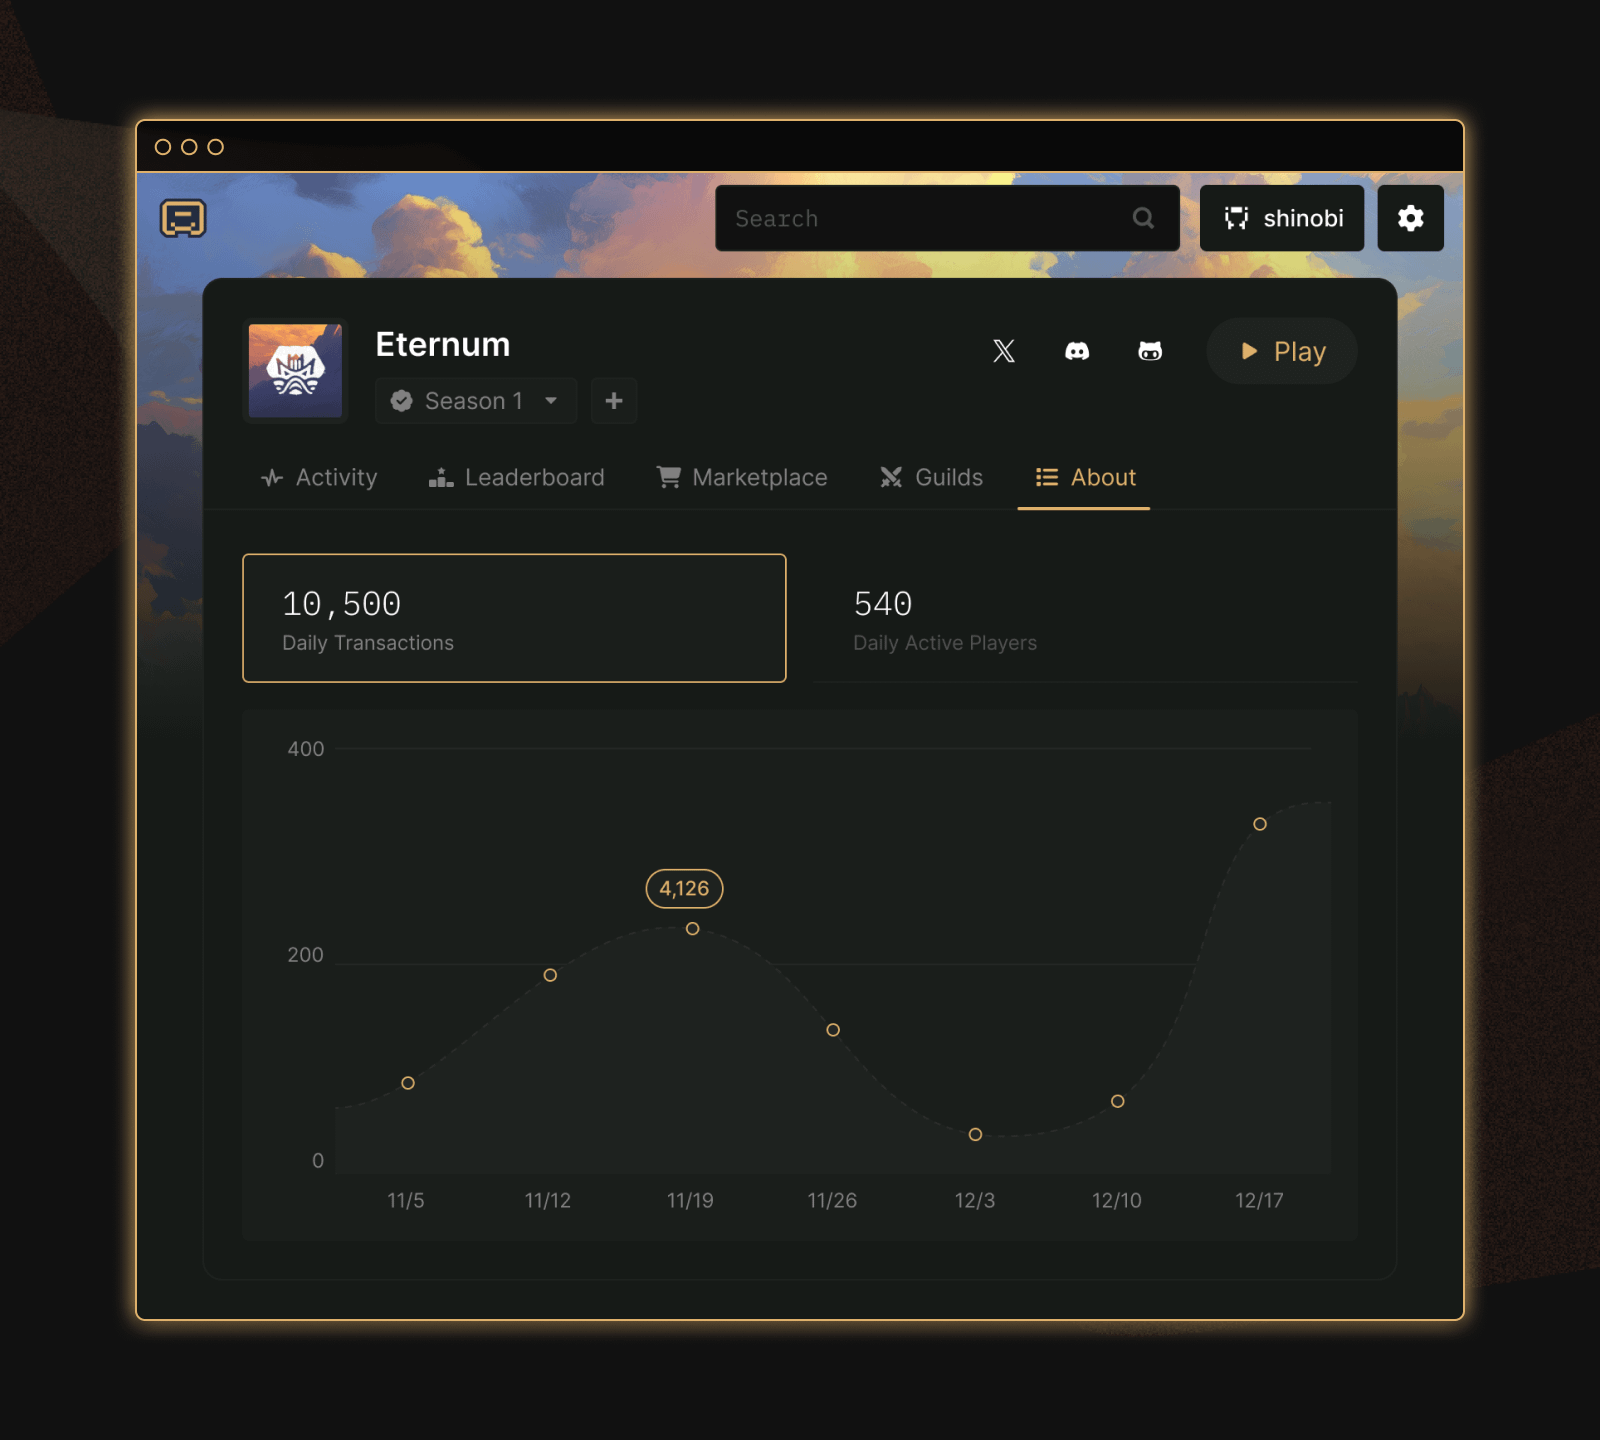 Search
shinobi
Eternum
Play
Season 1
Activity
Leaderboard
Marketplace
Guilds
About
10,500
Daily Transactions
540
Daily Active Players
400
4,126
200
0
11/5
11/12
11/19
11/26
12/3
12/10
12/17